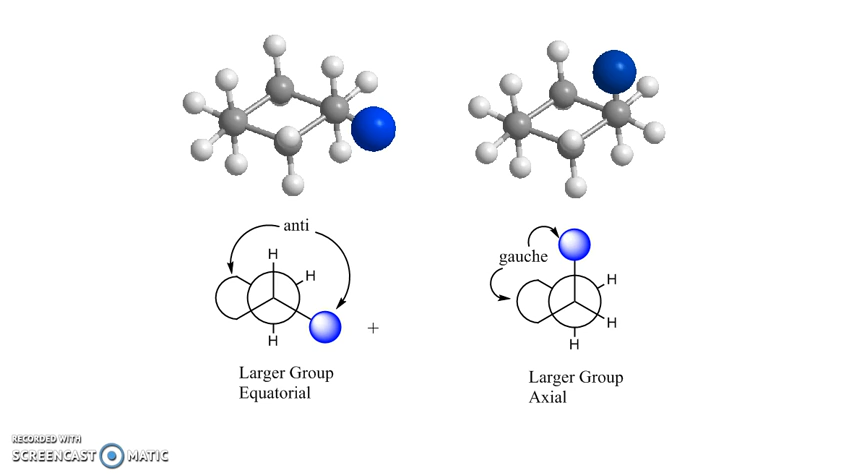 anti
H
H
H
Larger Group
Equatorial
+
gauche
H
H
H
Larger Group
Axial
RECORDED WITH
SCREENCAST MATIC